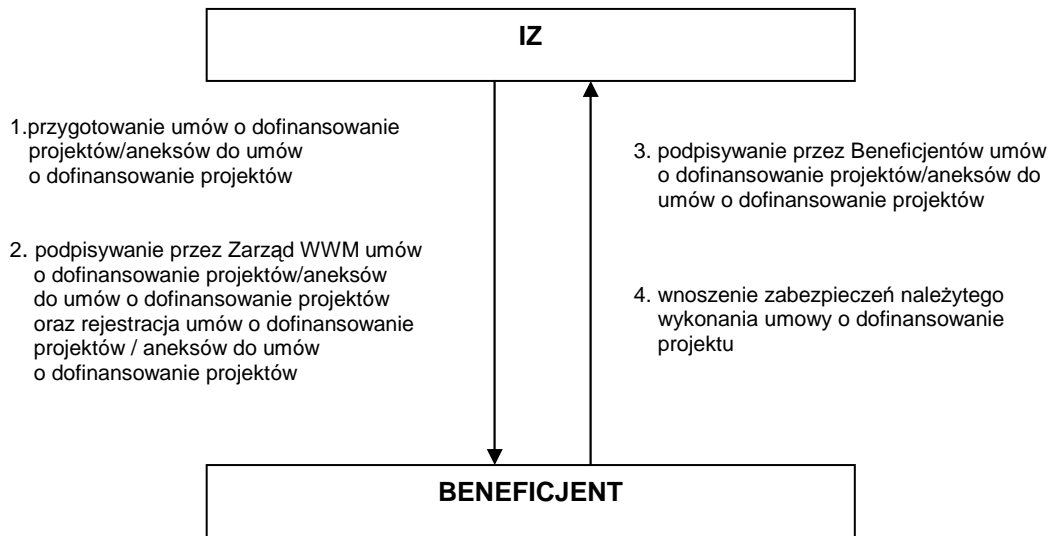 IZ
1.przygotowanie umów o dofinansowanie
projektów/aneksów do umów
o dofinansowanie projektów
2. podpisywanie przez Zarząd WWM umów
o dofinansowanie projektów/aneksów
do umów o dofinansowanie projektów
oraz rejestracja umów o dofinansowanie
projektów / aneksów do umów
o dofinansowanie projektów
3. podpisywanie przez Beneficjentów umów
o dofinansowanie projektów/aneksów do
umów o dofinansowanie projektów
4. wnoszenie zabezpieczeń należytego
wykonania umowy o dofinansowanie
projektu
BENEFICJENT